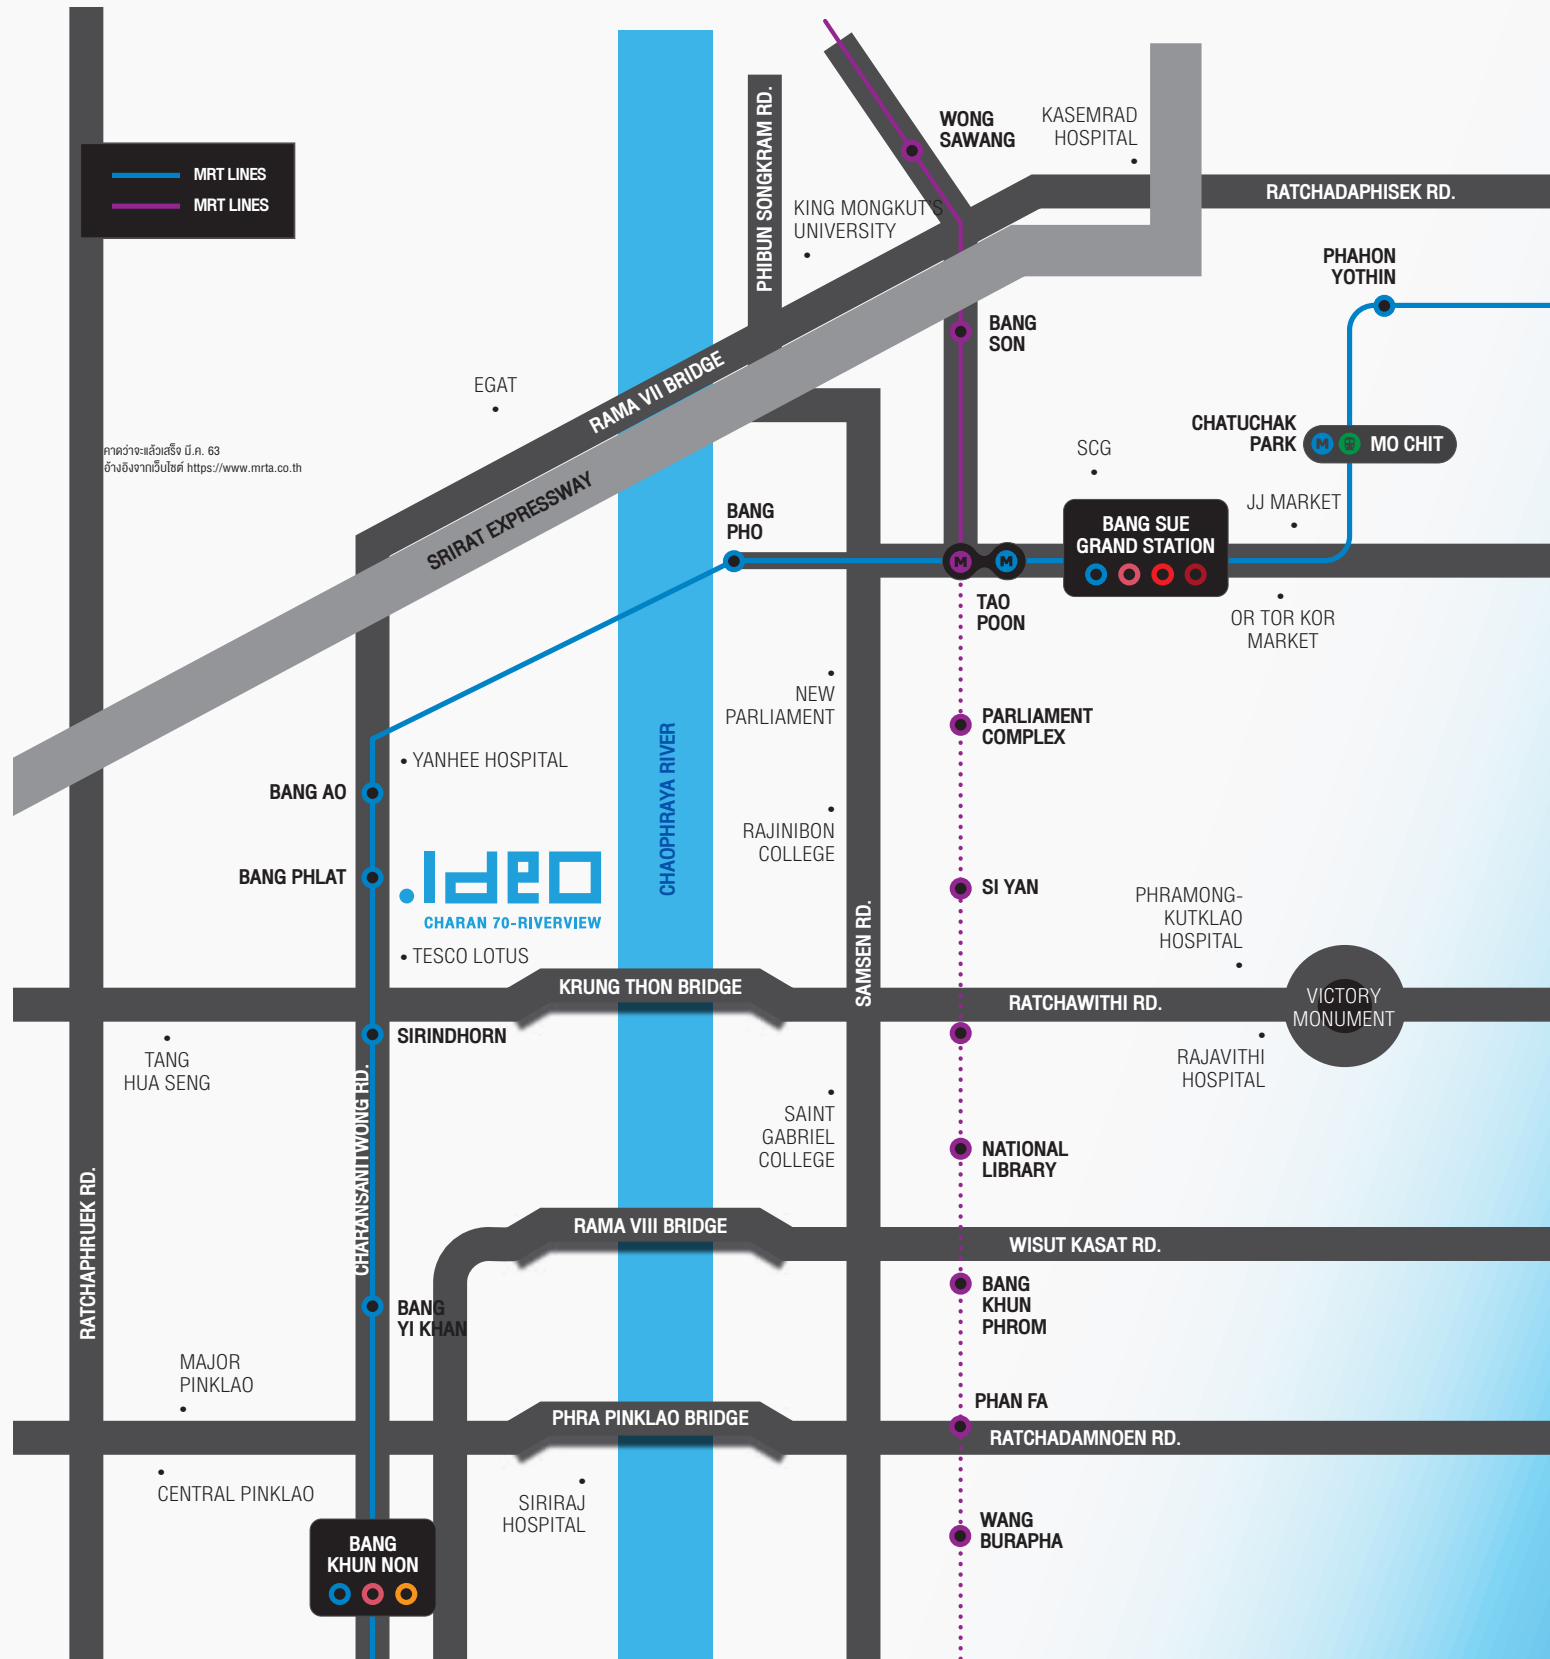 MRT LINES
MRT LINES
WONG
SAWANG
KASEMRAD
HOSPITAL
RATCHADAPHISEK RD.
PHIBUN SONGKRAM RD.
KING MONGKUT'S
UNIVERSITY
PHAHON
YOTHIN
BANG
SON
RAMA VII BRIDGE
EGAT
คาดว่าจะแล้วเสร็จ มี.ค. 63
อ้างอิงจากเว็บไซต์ https://www.mrta.co.th
SRIRAT EXPRESSWAY
CHATUCHAK
PARK
M
MO CHIT
SCG
JJ MARKET
BANG
PHO
BANG SUE
GRAND STATION
M
M
TAO
POON
OR TOR KOR
MARKET
NEW
PARLIAMENT
PARLIAMENT
COMPLEX
CHAOPHRAYA RIVER
YANHEE HOSPITAL
BANG AO
RAJINIBON
COLLEGE
BANG PHLAT
.IDEO
CHARAN 70-RIVERVIEW
SI YAN
PHRAMONG-
KUTKLAO
HOSPITAL
TESCO LOTUS
SAMSEN RD.
KRUNG THON BRIDGE
RATCHAWITHI RD.
VICTORY
MONUMENT
SIRINDHORN
TANG
HUA SENG
RAJAVITHI
HOSPITAL
CHARANSANITWONG RD.
SAINT
GABRIEL
COLLEGE
NATIONAL
LIBRARY
RATCHAPHRUEK RD.
RAMA VIII BRIDGE
WISUT KASAT RD.
BANG
YI KHAN
BANG
KHUN
PHROM
MAJOR
PINKLAO
PHAN FA
PHRA PINKLAO BRIDGE
RATCHADAMNOEN RD.
CENTRAL PINKLAO
SIRIRAJ
HOSPITAL
WANG
BURAPHA
BANG
KHUN NON